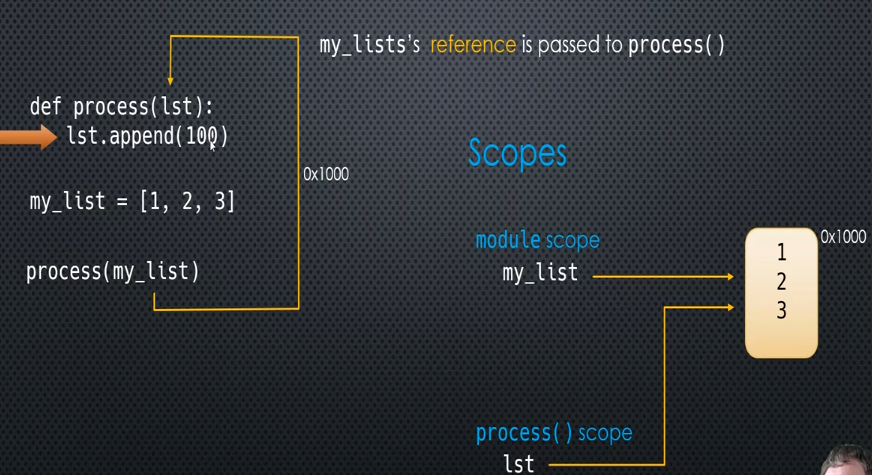 my_lists's reference is passed to process()
def process(lst):
lst.append(100)
0x1000
my_list = [1, 2, 3]
process(my_list)
Scopes
module scope
my_list
0x1000
1
2
3
process() scope
lst